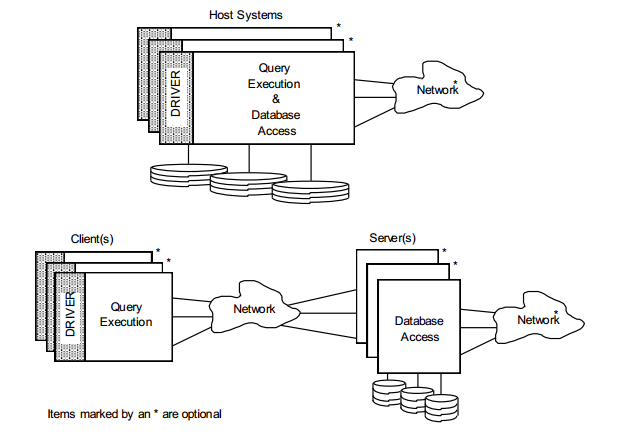 Host Systems
*
*
DRIVER
Query
Execution
&
Database
Access
Network*
Client(s)
*
*
DRIVER
Query
Execution
Network
Server(s)
*
*
Database
Access
Network*
Items marked by an * are optional